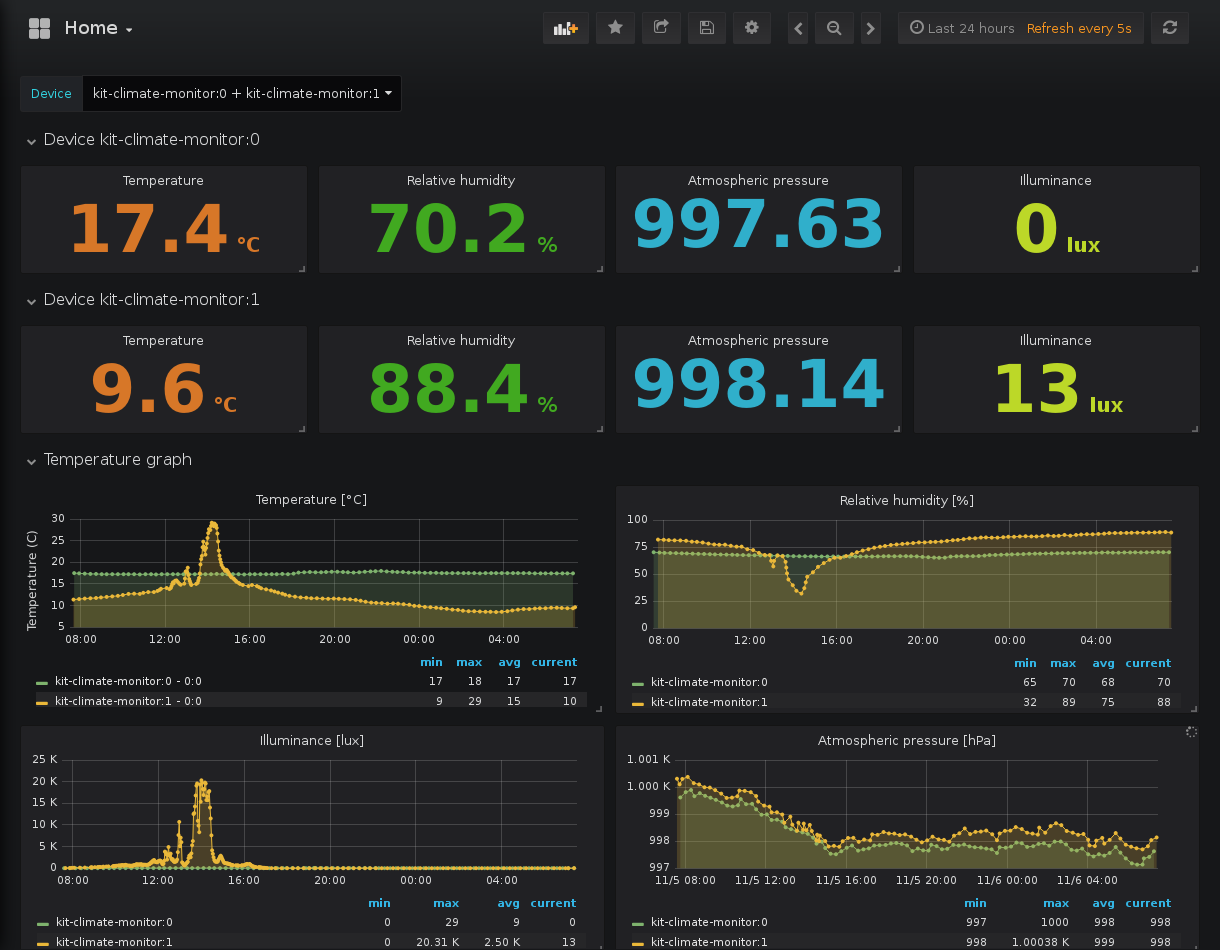 Home
Last 24 hours Refresh every 5s
Device kit-climate-monitor:0 + kit-climate-monitor:1
Device kit-climate-monitor:0
Temperature Relative humidity Atmospheric pressure Illuminance
17.4 °C 70.2 % 997.63 0 lux
Device kit-climate-monitor:1
Temperature Relative humidity Atmospheric pressure Illuminance
9.6 °C 88.4 % 998.14 13 lux
Temperature graph
Temperature [°C]
Temperature (C)
30
25
20
15
10
5
08:00 12:00 16:00 20:00 00:00 04:00
min max avg current
kit-climate-monitor:0 - 0:0 17 18 17 17
kit-climate-monitor:1 - 0:0 9 29 15 10
Relative humidity [%]
100
75
50
25
0
08:00 12:00 16:00 20:00 00:00 04:00
min max avg current
kit-climate-monitor:0 65 70 68 70
kit-climate-monitor:1 32 89 75 88
Illuminance [lux]
25 K
20 K
15 K
10 K
5 K
0
08:00 12:00 16:00 20:00 00:00 04:00
min max avg current
kit-climate-monitor:0 0 29 9 0
kit-climate-monitor:1 0 20.31 K 2.50 K 13
Atmospheric pressure [hPa]
1.001 K
1.000 K
999
998
997
11/5 08:00 11/5 12:00 11/5 16:00 11/5 20:00 11/6 00:00 11/6 04:00
min max avg current
kit-climate-monitor:0 997 1000 998 998
kit-climate-monitor:1 998 1.00038 K 999 998